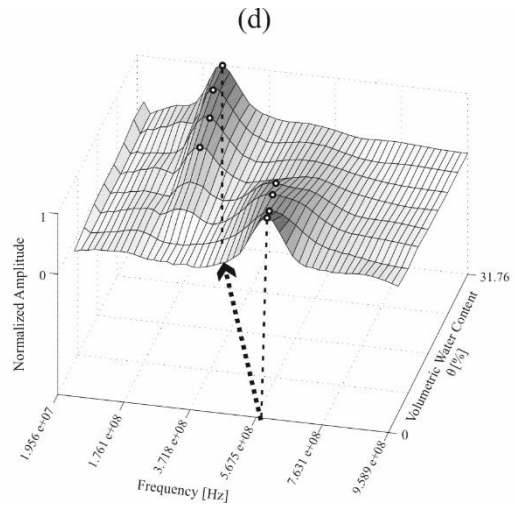 (d)
1
0
Normalized Amplitude
31.76
Volumetric Water Content
θ [%]
0
1.956 e+07
1.761 e+08
3.718 e+08
5.675 e+08
7.631 e+08
9.589 e+08
Frequency [Hz]